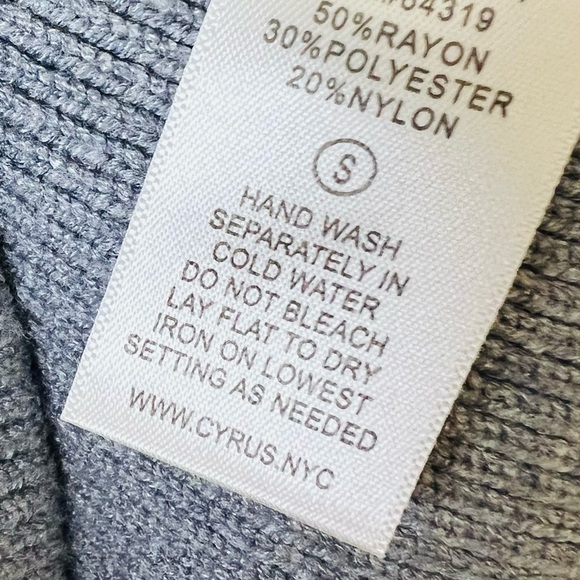 50%RAYON
30%POLYESTER
20%NYLON
S
HAND WASH
SEPARATELY IN
COLD WATER
DO NOT BLEACH
LAY FLAT TO DRY
IRON ON LOWEST
SETTING AS NEEDED
WWW.CYRUS.NYC